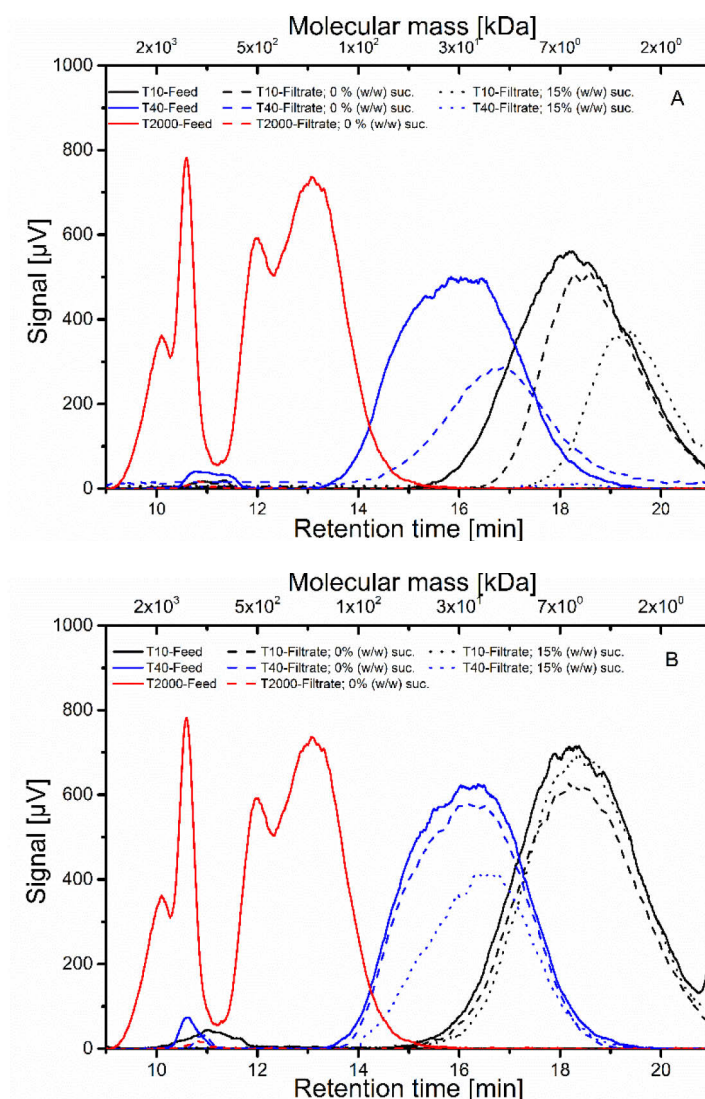 Molecular mass [kDa]
2x10³ 5x10² 1x10² 3x10¹ 7x10⁰ 2x10⁰
1000
T10-Feed T10-Filtrate; 0 % (w/w) suc. T10-Filtrate; 15% (w/w) suc. A
T40-Feed T40-Filtrate; 0 % (w/w) suc. T40-Filtrate; 15% (w/w) suc.
T2000-Feed T2000-Filtrate; 0 % (w/w) suc.
800
600
Signal [µV]
400
200
0
10 12 14 16 18 20
Retention time [min]
Molecular mass [kDa]
2x10³ 5x10² 1x10² 3x10¹ 7x10⁰ 2x10⁰
1000
T10-Feed T10-Filtrate; 0% (w/w) suc. T10-Filtrate; 15% (w/w) suc. B
T40-Feed T40-Filtrate; 0% (w/w) suc. T40-Filtrate; 15% (w/w) suc.
T2000-Feed T2000-Filtrate; 0% (w/w) suc.
800
600
Signal [µV]
400
200
0
10 12 14 16 18 20
Retention time [min]